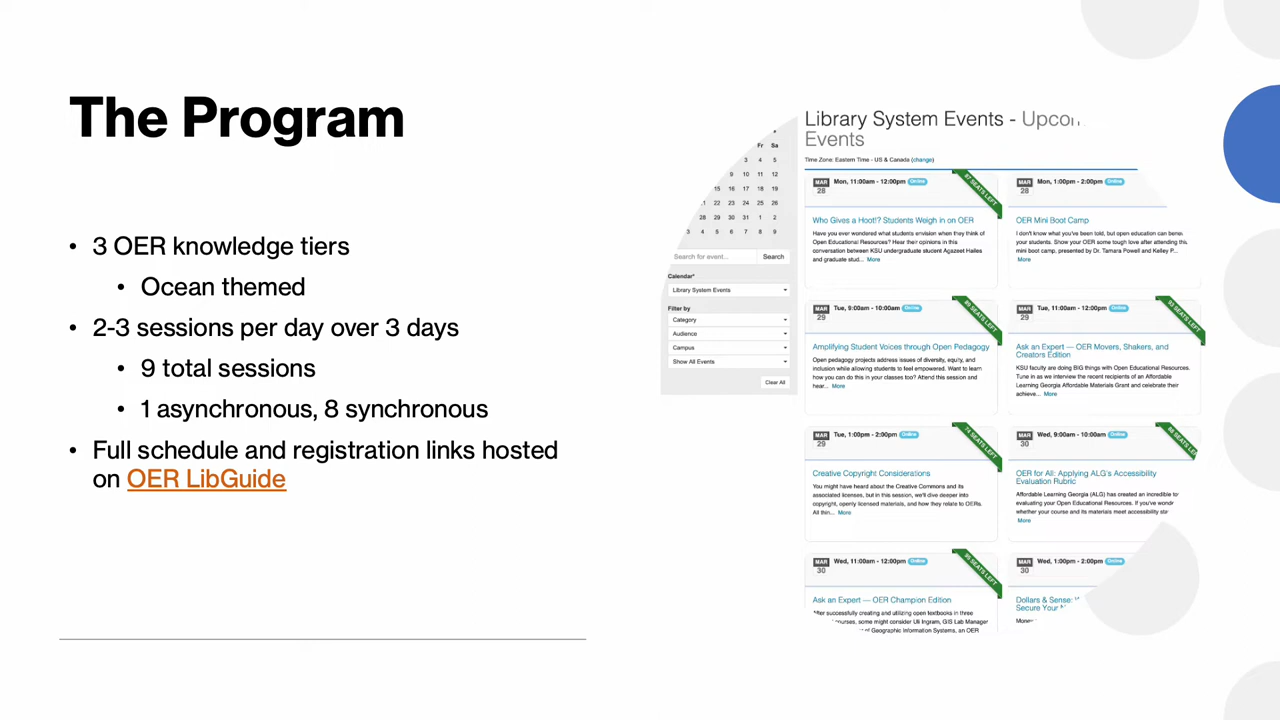 The Program
• 3 OER knowledge tiers
• Ocean themed
• 2-3 sessions per day over 3 days
• 9 total sessions
• 1 asynchronous, 8 synchronous
• Full schedule and registration links hosted
on OER LibGuide
Fr Sa
3 4 5
9 10 11 12
15 16 17 18 19
21 22 23 24 25 26
28 29 30 31 1 2
3 4 5 6 7 8 9
Search for event... Search
Calendar*
Library System Events
Filter by
Category
Audience
Campus
Show All Events
Clear All
Library System Events -
Events
Time Zone: Eastern Time - US & Canada (change)
MAR 28 Mon, 11:00am - 12:00pm Online
87 SEATS LEFT
Who Gives a Hoot!? Students Weigh in on OER
Have you ever wondered what students envision when they think of
Open Educational Resources? Hear their opinions in this
conversation between KSU undergraduate student Agazeet Hailes
and graduate stud... More
MAR 28 Mon, 1:00pm - 2:00pm Online
OER Mini Boot Camp
I don't know what you've been told, but open education can
your students. Show your OER some tough love after attending this
mini boot camp, presented by Dr. Tamara Powell and Kelley P...
More
MAR 29 Tue, 9:00am - 10:00am Online
89 SEATS LEFT
Amplifying Student Voices through Open Pedagogy
Open pedagogy projects address issues of diversity, equity, and
inclusion while allowing students to feel empowered. Want to learn
how you can do this in your classes too? Attend this session and
hear... More
MAR 29 Tue, 11:00am - 12:00pm Online
93 SEATS LEFT
Ask an Expert — OER Movers, Shakers, and
Creators Edition
KSU faculty are doing BIG things with Open Educational Resources.
Tune in as we interview the recent recipients of an Affordable
Learning Georgia Affordable Materials Grant and celebrate their
achieve... More
MAR 29 Tue, 1:00pm - 2:00pm Online
74 SEATS LEFT
Creative Copyright Considerations
You might have heard about the Creative Commons and its
associated licenses, but in this session, we'll dive deeper into
copyright, openly licensed materials, and how they relate to OERs.
All thin... More
MAR 30 Wed, 9:00am - 10:00am Online
SEATS
OER for All: Applying ALG's Accessibility
Evaluation Rubric
Affordable Learning Georgia (ALG) has created an incredible
evaluating your Open Educational Resources. If you've
whether your course and its materials meet accessibility
More
MAR 30 Wed, 11:00am - 12:00pm Online
SEATS LEFT
Ask an Expert — OER Champion Edition
After successfully creating and utilizing open textbooks in three
courses, some might consider Uli Ingram, GIS Lab Manager
of Geographic Information Systems, an OER
MAR 30 Wed, 1:00pm - 2:00pm Online
Dollars & Sense:
Secure Your